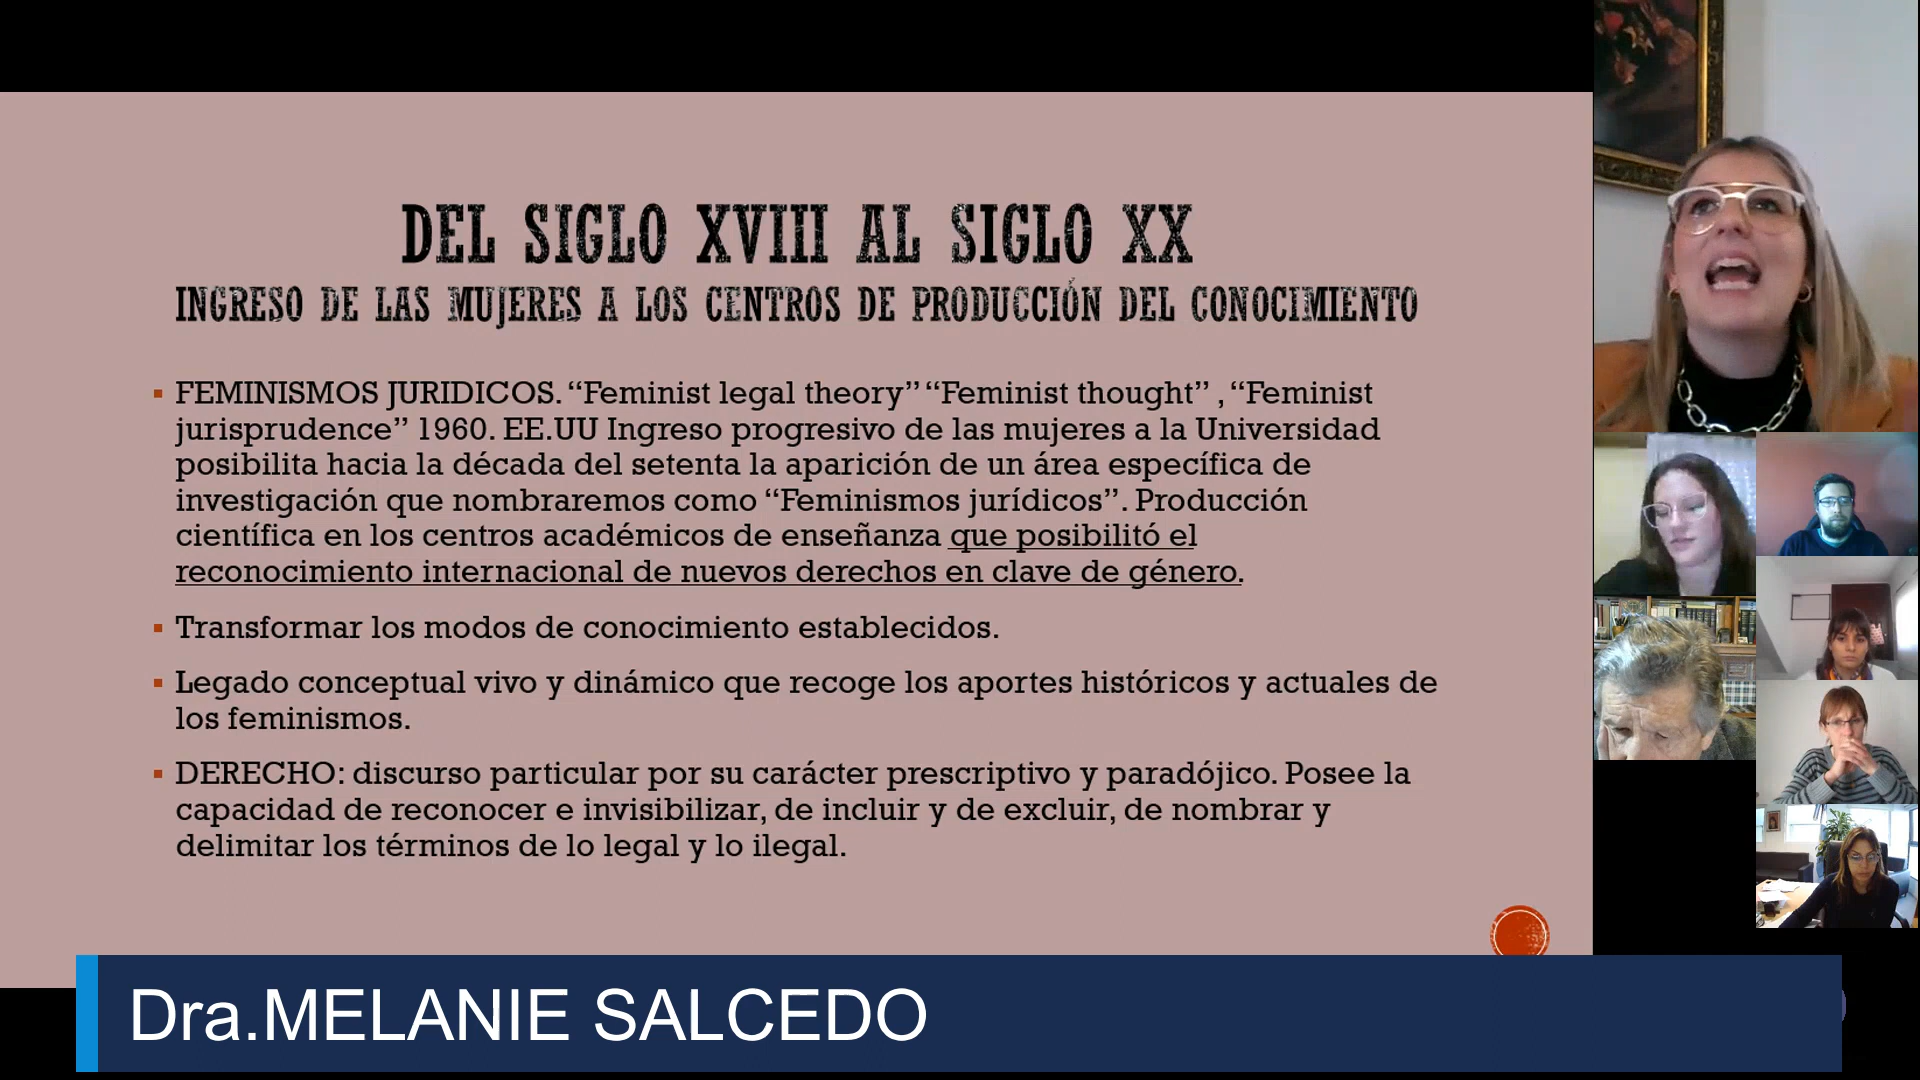 DEL SIGLO XVIII AL SIGLO XX
INGRESO DE LAS MUJERES A LOS CENTROS DE PRODUCCIÓN DEL CONOCIMIENTO
▪ FEMINISMOS JURIDICOS. “Feminist legal theory” “Feminist thought” , “Feminist
jurisprudence” 1960. EE.UU Ingreso progresivo de las mujeres a la Universidad
posibilita hacia la década del setenta la aparición de un área específica de
investigación que nombraremos como “Feminismos jurídicos”. Producción
científica en los centros académicos de enseñanza que posibilitó el
reconocimiento internacional de nuevos derechos en clave de género.
▪ Transformar los modos de conocimiento establecidos.
▪ Legado conceptual vivo y dinámico que recoge los aportes históricos y actuales de
los feminismos.
▪ DERECHO: discurso particular por su carácter prescriptivo y paradójico. Posee la
capacidad de reconocer e invisibilizar, de incluir y de excluir, de nombrar y
delimitar los términos de lo legal y lo ilegal.
Dra.MELANIE SALCEDO